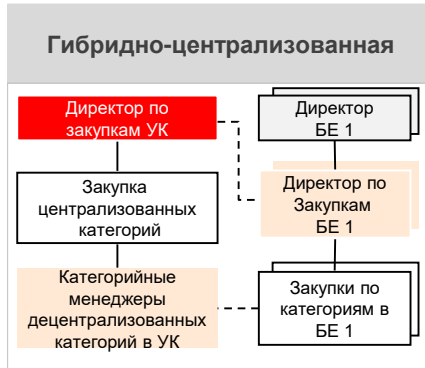 Гибридно-централизованная
Директор по
закупкам УК
Директор
БЕ 1
Закупка
централизованных
категорий
Директор по
Закупкам
БЕ 1
Категорийные
менеджеры
децентрализованных
категорий в УК
Закупки по
категориям в
БЕ 1